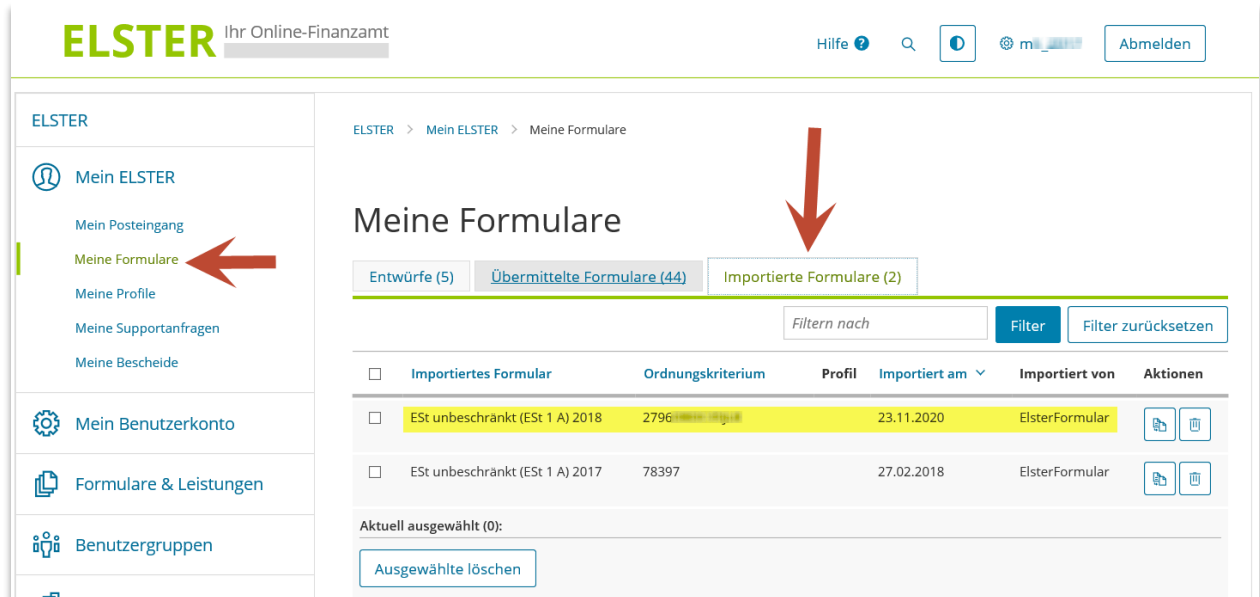 ELSTER Ihr Online-Finanzamt
Hilfe ? Abmelden
ELSTER
Mein ELSTER
Mein Posteingang
Meine Formulare
Meine Profile
Meine Supportanfragen
Meine Bescheide
Mein Benutzerkonto
Formulare & Leistungen
Benutzergruppen
ELSTER > Mein ELSTER > Meine Formulare
Meine Formulare
Entwürfe (5) Übermittelte Formulare (44) Importierte Formulare (2)
Filtern nach Filter Filter zurücksetzen
Importiertes Formular Ordnungskriterium Profil Importiert am Importiert von Aktionen
ESt unbeschränkt (ESt 1 A) 2018 2796 23.11.2020 ElsterFormular
ESt unbeschränkt (ESt 1 A) 2017 78397 27.02.2018 ElsterFormular
Aktuell ausgewählt (0):
Ausgewählte löschen